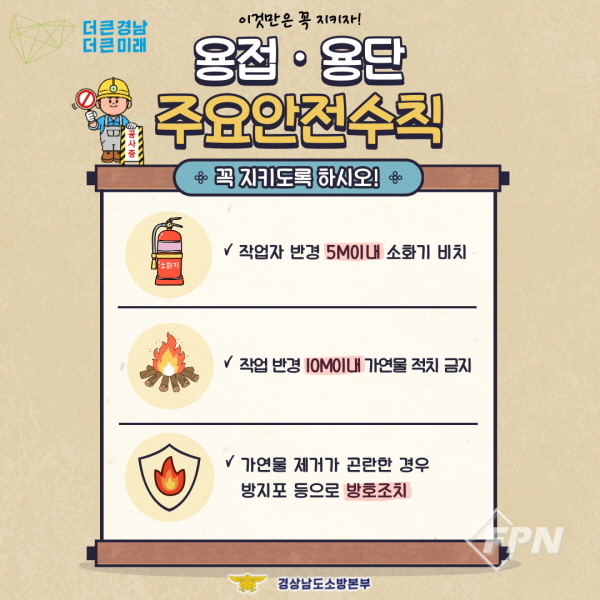 더큰경남
더큰미래
이것만은 꼭 지키자!
용접·용단
주요안전수칙
공사중
꼭 지키도록 하시오!
소화기
✓ 작업자 반경 5M이내 소화기 비치
✓ 작업 반경 10M이내 가연물 적치 금지
✓ 가연물 제거가 곤란한 경우
방지포 등으로 방호조치
FPN
경상남도소방본부